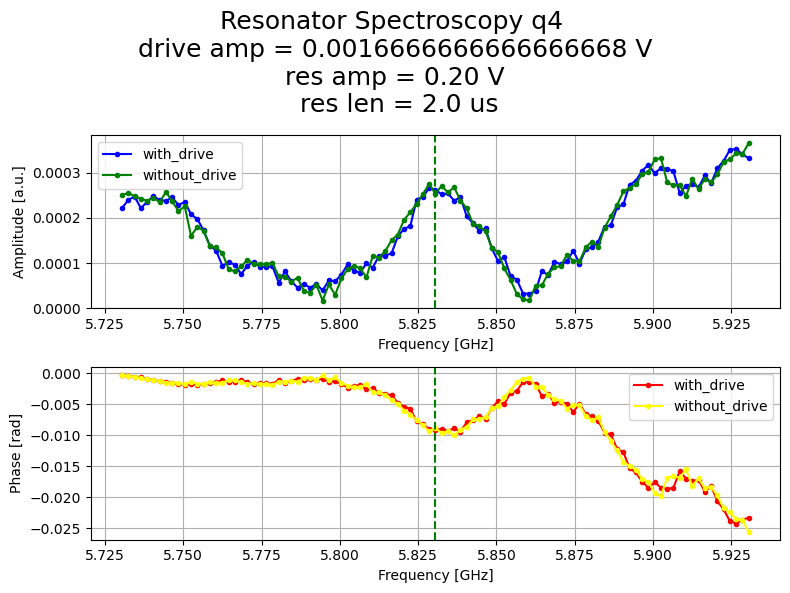 Resonator Spectroscopy q4
drive amp = 0.0016666666666666668 V
res amp = 0.20 V
res len = 2.0 us
with_drive
without_drive
Amplitude [a.u.]
0.0003
0.0002
0.0001
0.0000
5.725 5.750 5.775 5.800 5.825 5.850 5.875 5.900 5.925
Frequency [GHz]
with_drive
without_drive
Phase [rad]
0.000
−0.005
−0.010
−0.015
−0.020
−0.025
5.725 5.750 5.775 5.800 5.825 5.850 5.875 5.900 5.925
Frequency [GHz]